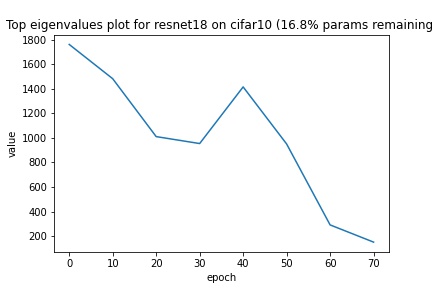 Top eigenvalues plot for resnet18 on cifar10 (16.8% params remaining
1800
1600
1400
1200
1000
800
600
400
200
value
0 10 20 30 40 50 60 70
epoch